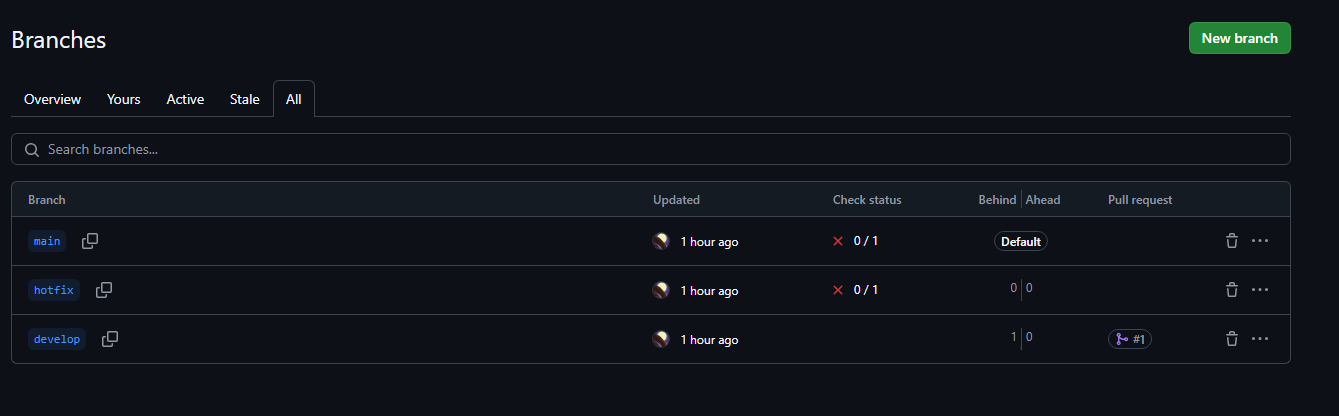 Branches
New branch
Overview Yours Active Stale All
Search branches...
Branch Updated Check status Behind Ahead Pull request
main 1 hour ago 0 / 1 Default
hotfix 1 hour ago 0 / 1 0 0
develop 1 hour ago 1 0 #1